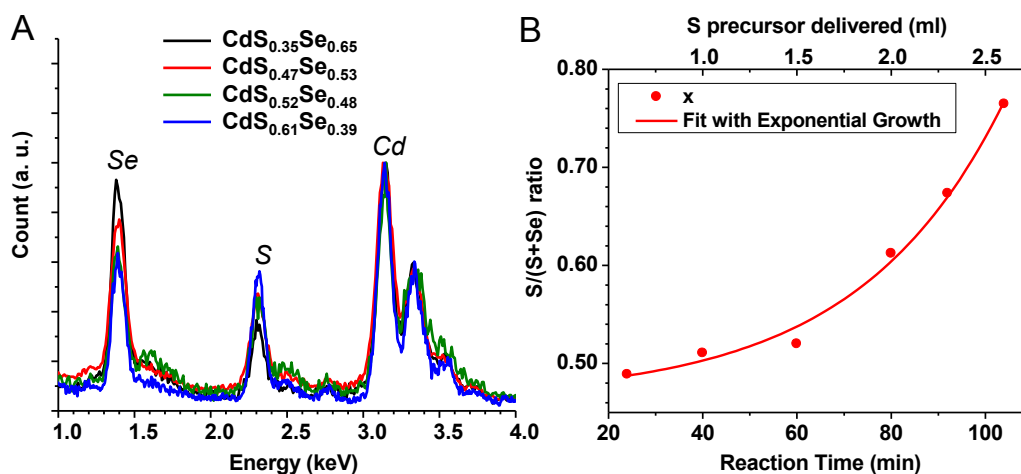 A
CdS0.35Se0.65
CdS0.47Se0.53
CdS0.52Se0.48
CdS0.61Se0.39
Se
S
Cd
Count (a. u.)
1.0 1.5 2.0 2.5 3.0 3.5 4.0
Energy (keV)
B
S precursor delivered (ml)
1.0 1.5 2.0 2.5
0.80
0.70
0.60
0.50
S/(S+Se) ratio
x
Fit with Exponential Growth
20 40 60 80 100
Reaction Time (min)